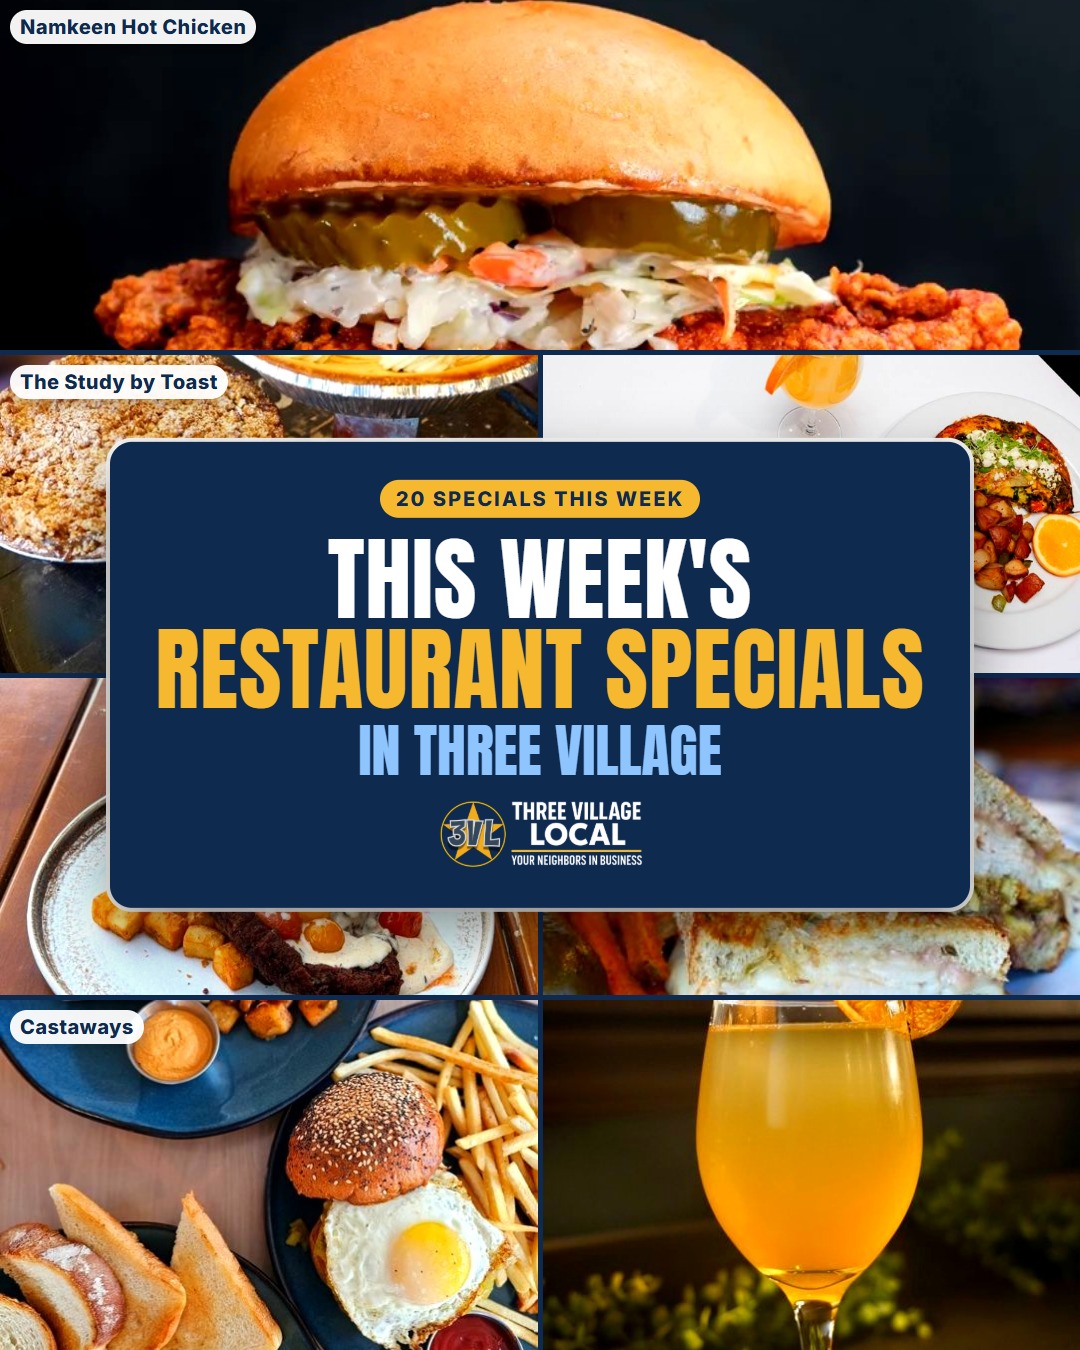 Namkeen Hot Chicken
The Study by Toast
20 SPECIALS THIS WEEK
THIS WEEK'S
RESTAURANT SPECIALS
IN THREE VILLAGE
3VL
THREE VILLAGE
LOCAL
YOUR NEIGHBORS IN BUSINESS
Castaways